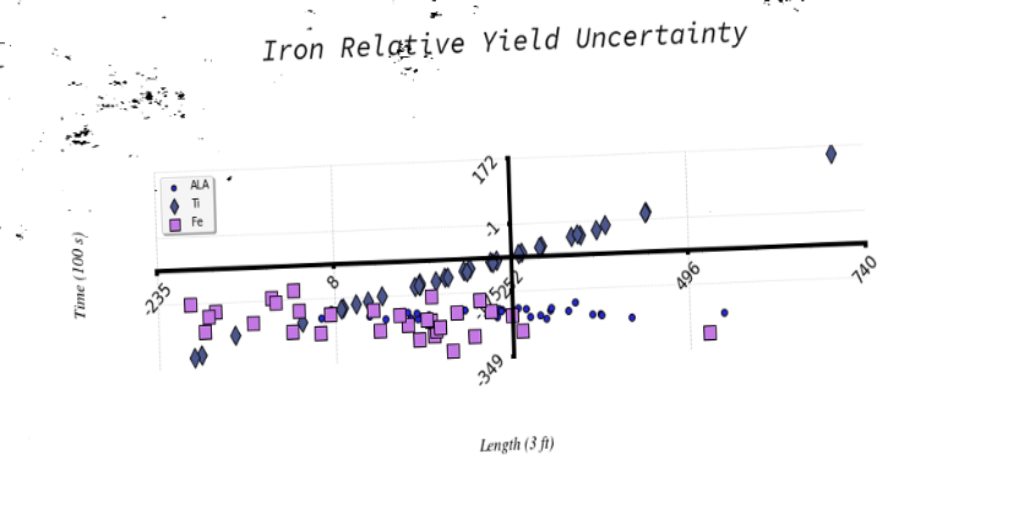 Iron Relative Yield Uncertainty
172
ALA
Ti
Fe
-1
Time (100 s)
-235
8
252
496
740
-349
Length (3 ft)